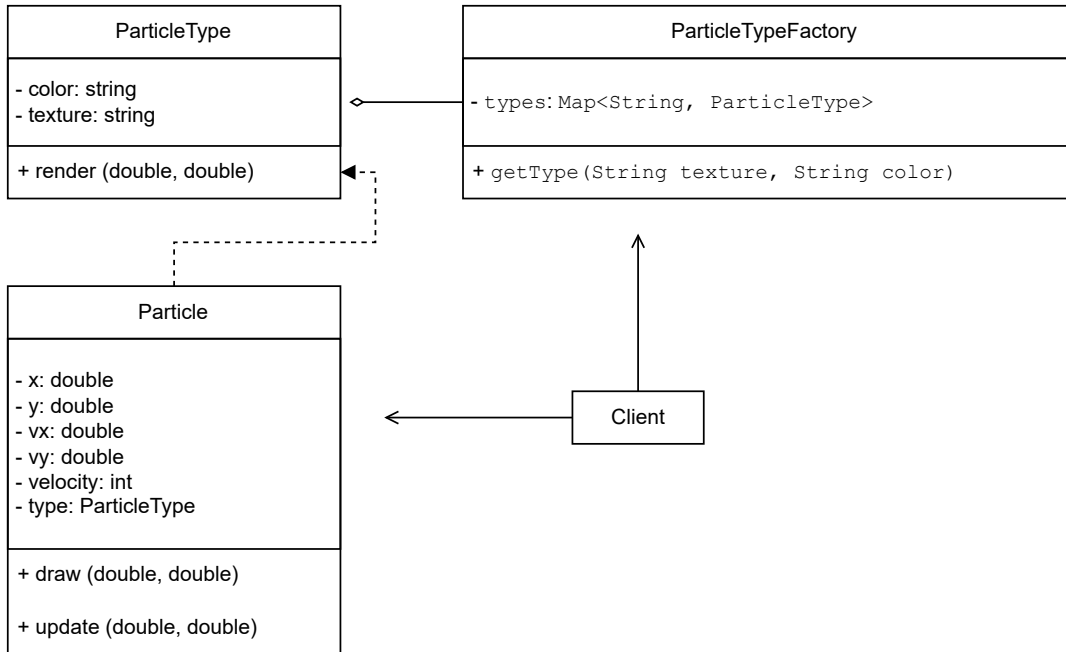 ParticleType
- color: string
- texture: string
+ render (double, double)
ParticleTypeFactory
- types: Map<String, ParticleType>
+ getType(String texture, String color)
Particle
- x: double
- y: double
- vx: double
- vy: double
- velocity: int
- type: ParticleType
+ draw (double, double)
+ update (double, double)
Client